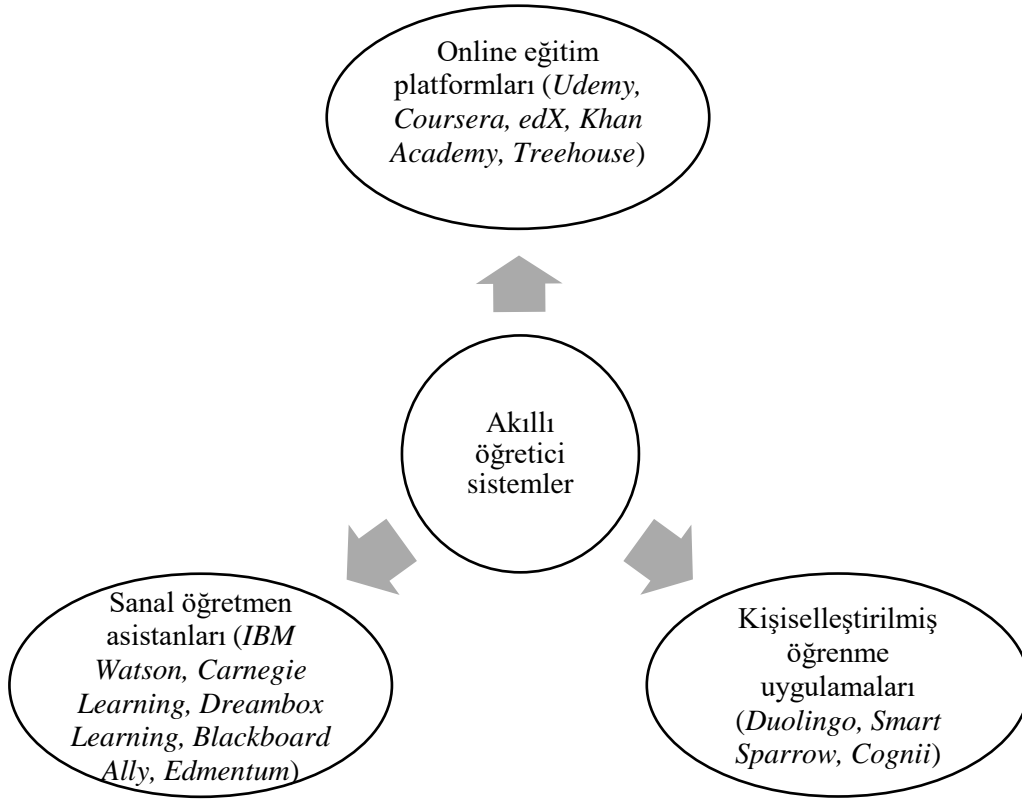 Online eğitim
platformları (Udemy,
Coursera, edX, Khan
Academy, Treehouse)
Akıllı
öğretici
sistemler
Sanal öğretmen
asistanları (IBM
Watson, Carnegie
Learning, Dreambox
Learning, Blackboard
Ally, Edmentum)
Kişiselleştirilmiş
öğrenme
uygulamaları
(Duolingo, Smart
Sparrow, Cognii)